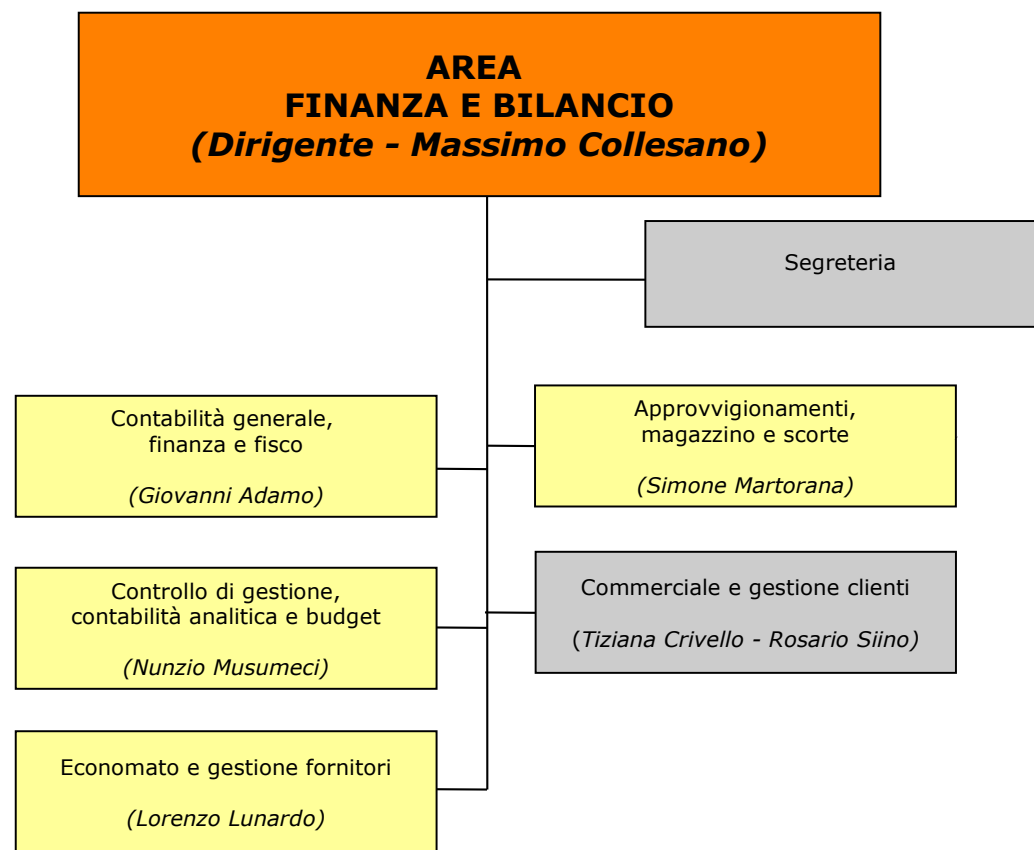 AREA
FINANZA E BILANCIO
(Dirigente - Massimo Collesano)
Segreteria
Contabilità generale,
finanza e fisco
(Giovanni Adamo)
Approvvigionamenti,
magazzino e scorte
(Simone Martorana)
Controllo di gestione,
contabilità analitica e budget
(Nunzio Musumeci)
Commerciale e gestione clienti
(Tiziana Crivello - Rosario Siino)
Economato e gestione fornitori
(Lorenzo Lunardo)